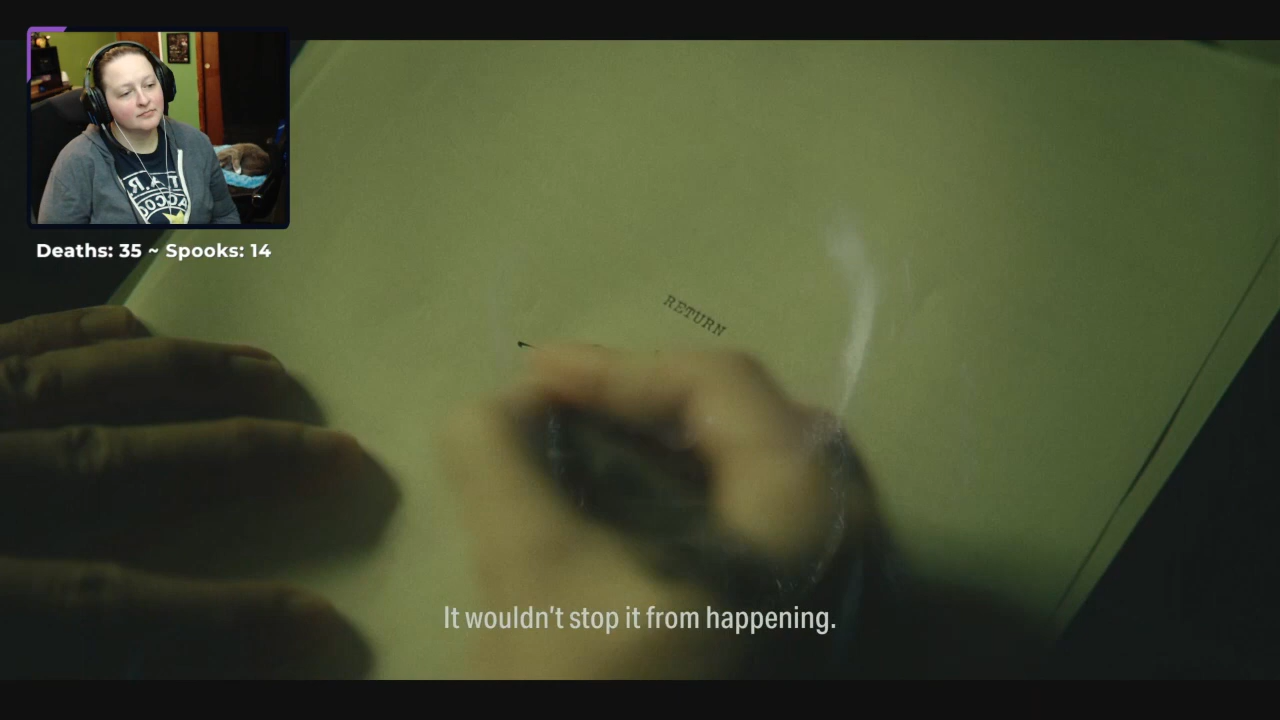 Deaths: 35 ~ Spooks: 14
RETURN
It wouldn't stop it from happening.